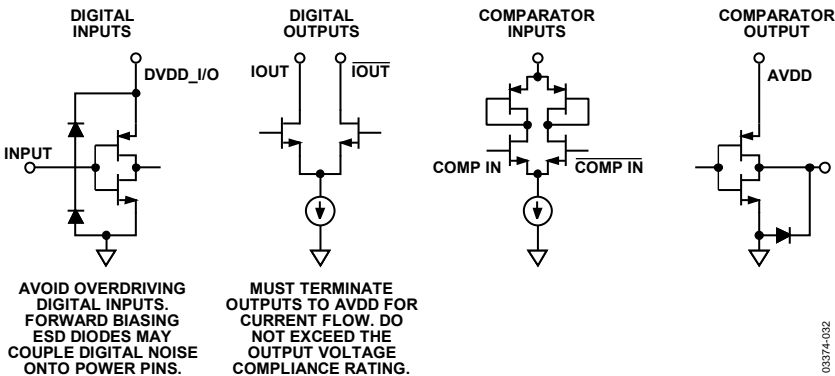 DIGITAL
INPUTS
DVDD_I/O
INPUT
AVOID OVERDRIVING
DIGITAL INPUTS.
FORWARD BIASING
ESD DIODES MAY
COUPLE DIGITAL NOISE
ONTO POWER PINS.
DIGITAL
OUTPUTS
IOUT
IOUT
MUST TERMINATE
OUTPUTS TO AVDD FOR
CURRENT FLOW. DO
NOT EXCEED THE
OUTPUT VOLTAGE
COMPLIANCE RATING.
COMPARATOR
INPUTS
COMP IN
COMP IN
COMPARATOR
OUTPUT
AVDD
03374-032